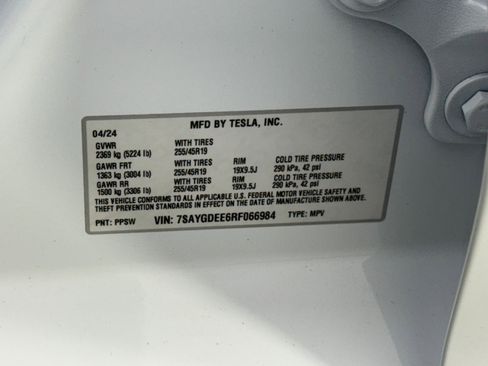 MFD BY TESLA, INC.
04/24
GVWR WITH TIRES
2369 kg (5224 lb) 255/45R19
GAWR FRT WITH TIRES RIM COLD TIRE PRESSURE
1363 kg (3004 lb) 255/45R19 19X9.5J 290 kPa, 42 psi
GAWR RR WITH TIRES RIM COLD TIRE PRESSURE
1500 kg (3306 lb) 255/45R19 19X9.5J 290 kPa, 42 psi
THIS VEHICLE CONFORMS TO ALL APPLICABLE U.S. FEDERAL MOTOR VEHICLE SAFETY AND
THEFT PREVENTION STANDARDS IN EFFECT ON THE DATE OF MANUFACTURE SHOWN ABOVE.
PNT: PPSW VIN: 7SAYGDEE6RF066984 TYPE: MPV